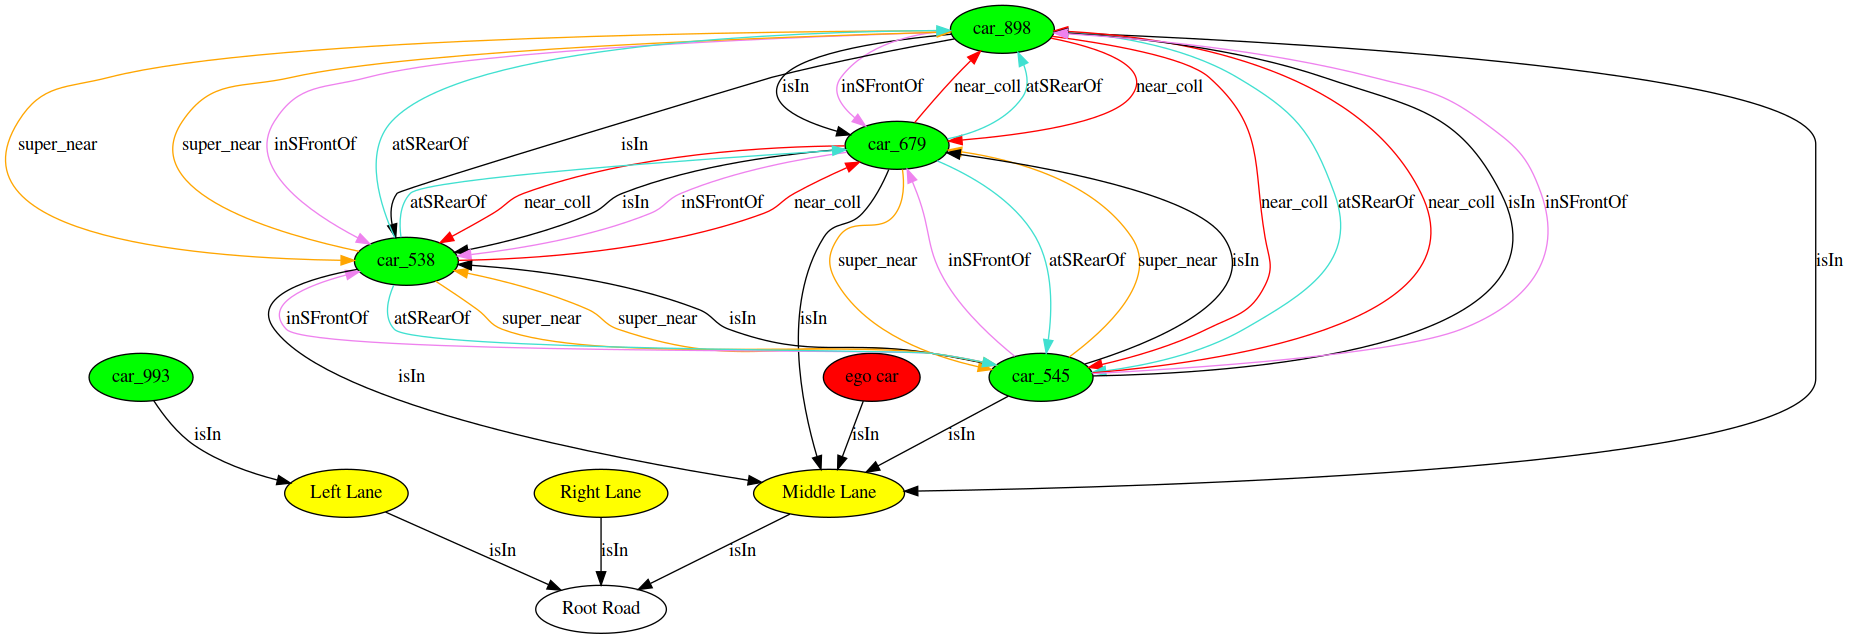 car_898
isIn
inSFrontOf
near_coll
atSRearOf
near_coll
super_near
super_near
inSFrontOf
atSRearOf
isIn
car_679
atSRearOf
near_coll
isIn
inSFrontOf
near_coll
near_coll
atSRearOf
near_coll
isIn
inSFrontOf
car_538
super_near
inSFrontOf
atSRearOf
super_near
isIn
isIn
inSFrontOf
atSRearOf
super_near
super_near
isIn
isIn
car_993
isIn
ego car
car_545
isIn
isIn
isIn
Left Lane
Right Lane
Middle Lane
isIn
isIn
isIn
Root Road